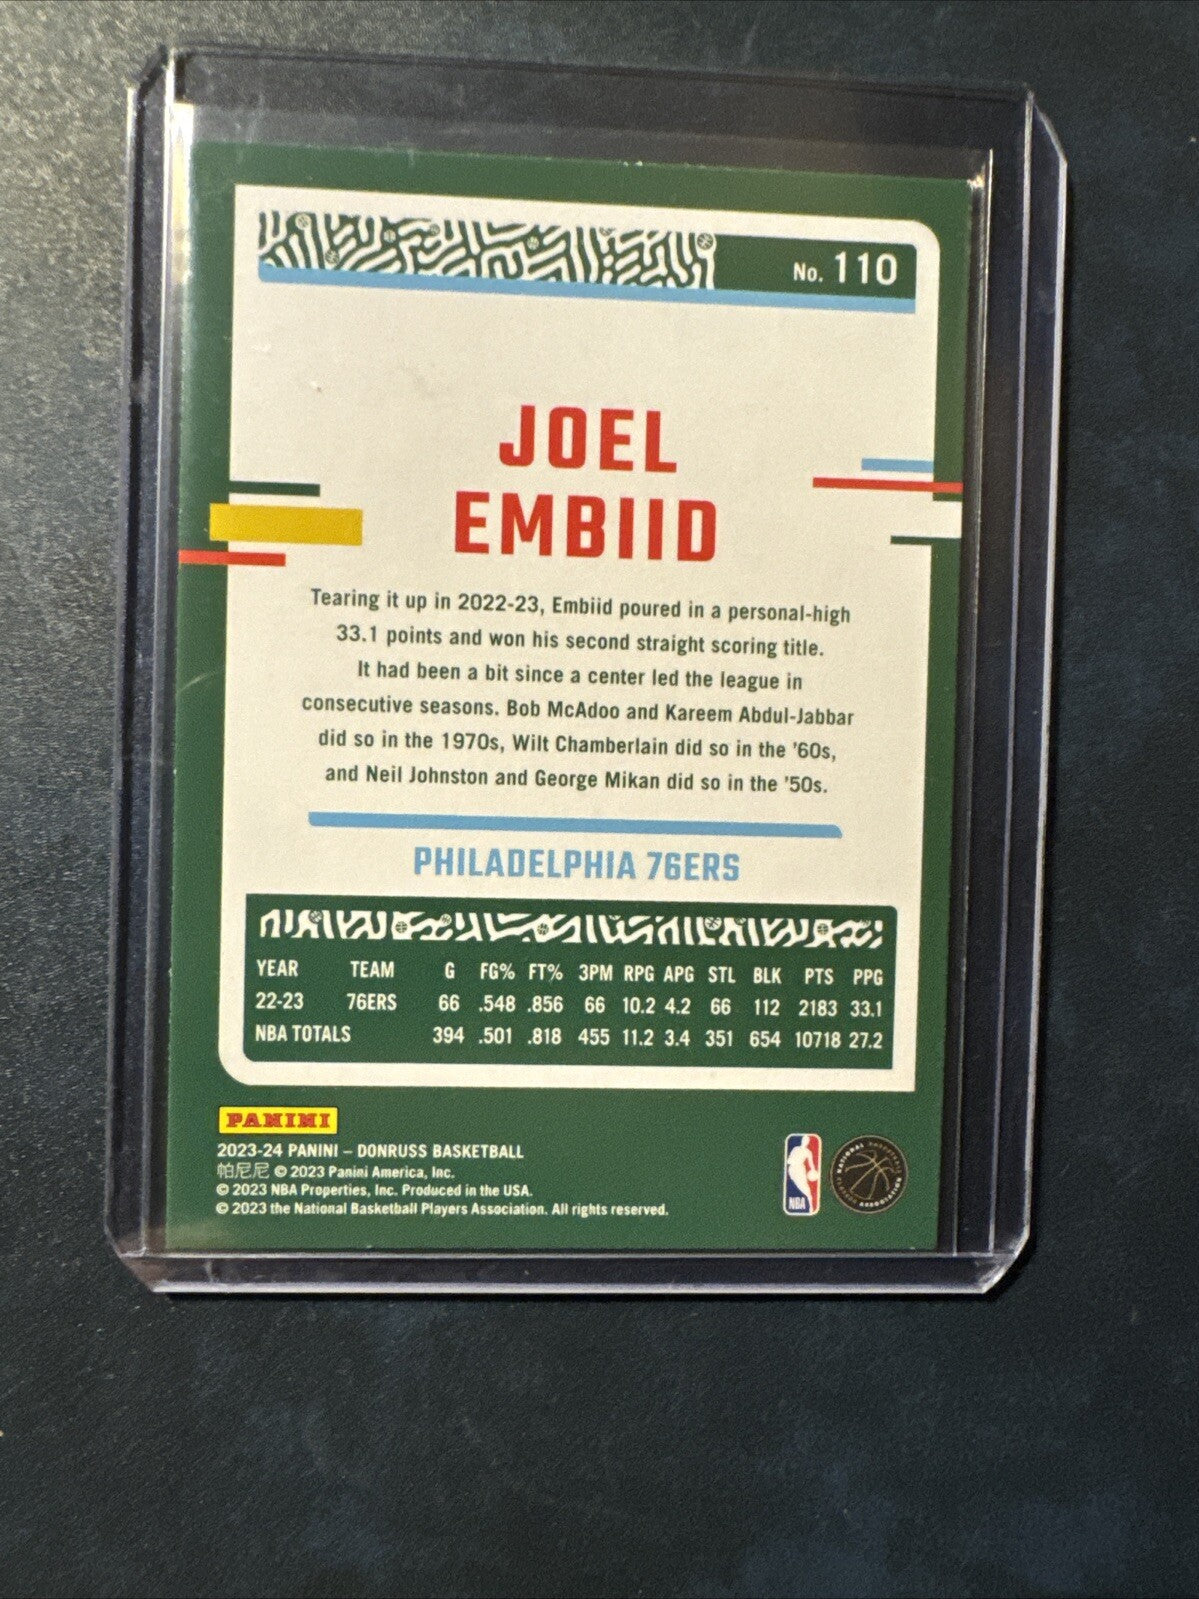 No. 110
JOEL
EMBIID
Tearing it up in 2022-23, Embiid poured in a personal-high
33.1 points and won his second straight scoring title.
It had been a bit since a center led the league in
consecutive seasons. Bob McAdoo and Kareem Abdul-Jabbar
did so in the 1970s, Wilt Chamberlain did so in the '60s,
and Neil Johnston and George Mikan did so in the '50s.
PHILADELPHIA 76ERS
YEAR TEAM G FG% FT% 3PM RPG APG STL BLK PTS PPG
22-23 76ERS 66 .548 .856 66 10.2 4.2 66 112 2183 33.1
NBA TOTALS 394 .501 .818 455 11.2 3.4 351 654 10718 27.2
PANINI
2023-24 PANINI – DONRUSS BASKETBALL
帕尼尼 © 2023 Panini America, Inc.
© 2023 NBA Properties, Inc. Produced in the USA.
© 2023 the National Basketball Players Association. All rights reserved.
NBA
NATIONAL BASKETBALL PLAYERS ASSOCIATION